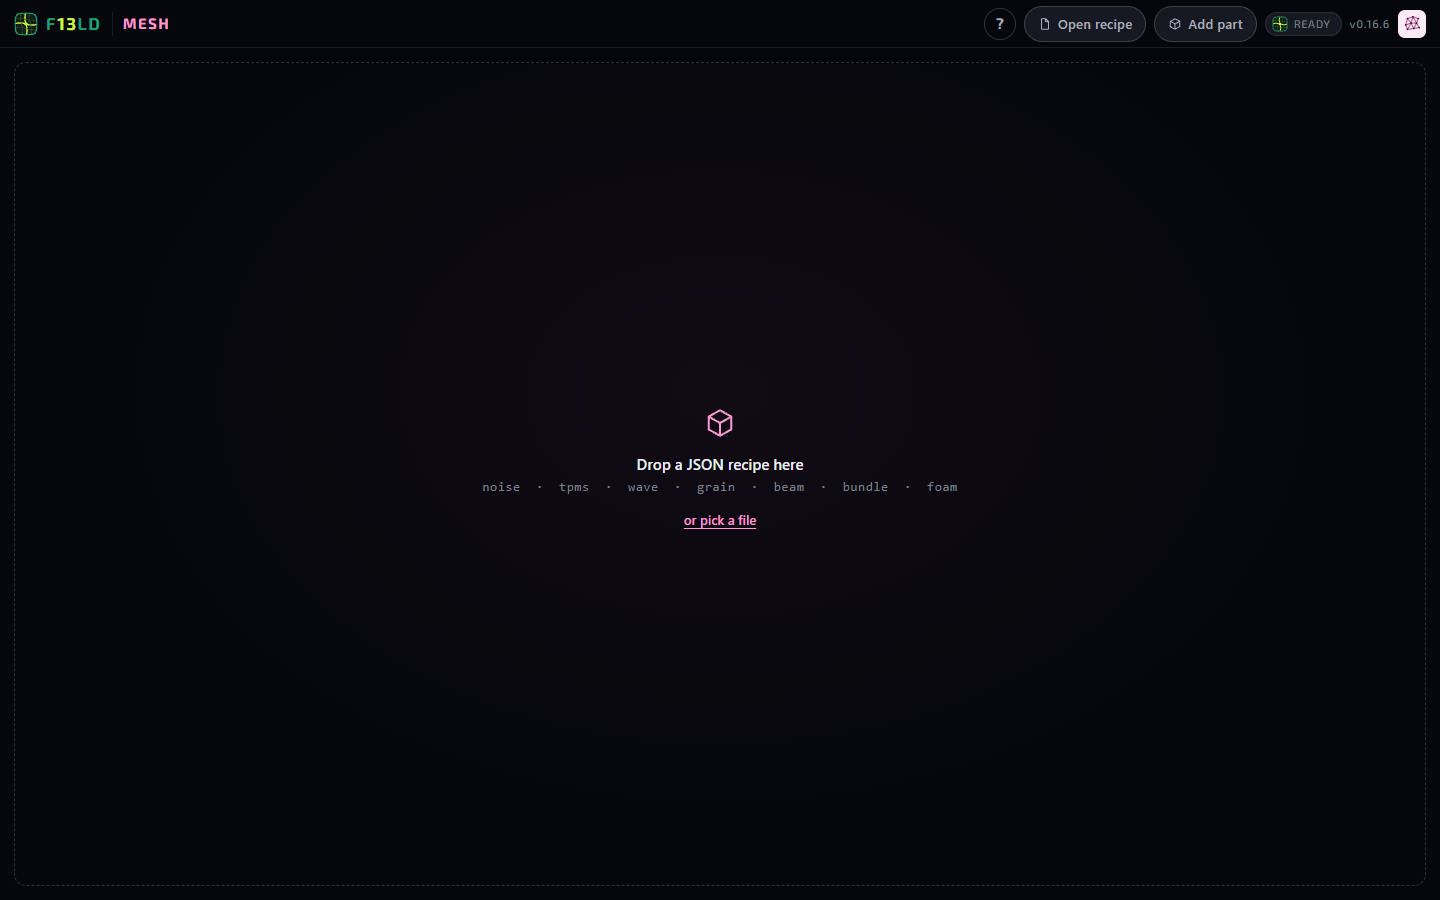 F13LD MESH ? Open recipe Add part READY v0.16.6
Drop a JSON recipe here
noise · tpms · wave · grain · beam · bundle · foam
or pick a file